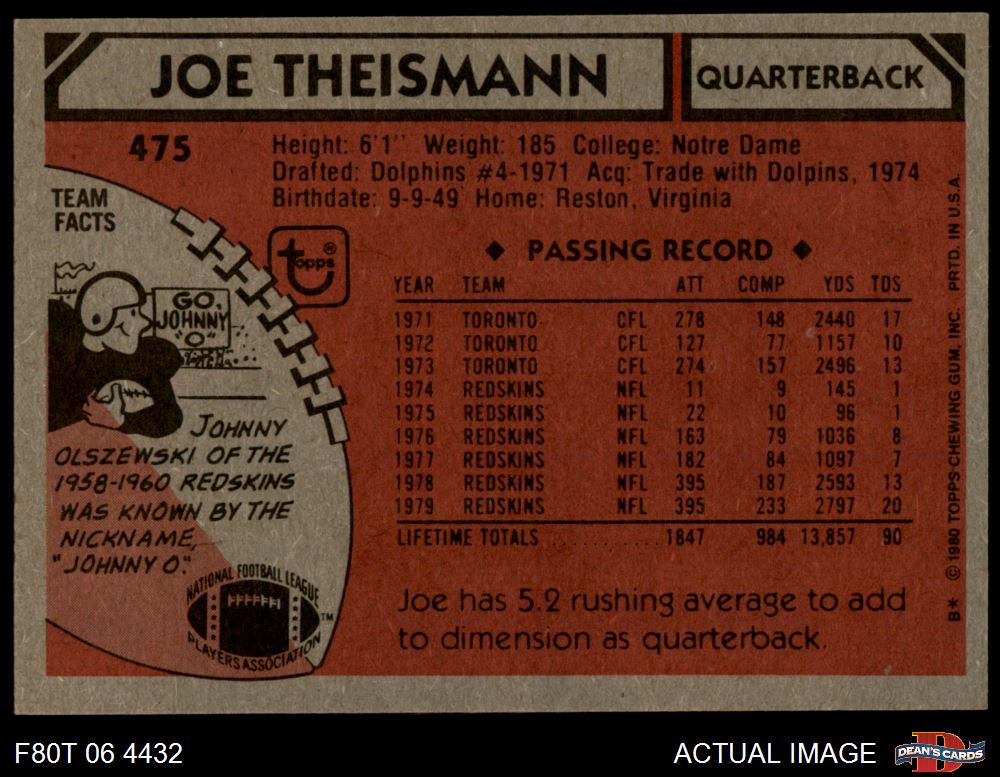 JOE THEISMANN
QUARTERBACK
475
Height: 6'1" Weight: 185 College: Notre Dame
Drafted: Dolphins #4-1971 Acq: Trade with Dolpins, 1974
Birthdate: 9-9-49 Home: Reston, Virginia
TEAM
FACTS
topps®
GO,
JOHNNY
"O"
JOHNNY
OLSZEWSKI OF THE
1958-1960 REDSKINS
WAS KNOWN BY THE
NICKNAME,
"JOHNNY O."
NATIONAL FOOTBALL LEAGUE
PLAYERS ASSOCIATION
TM
◆ PASSING RECORD ◆
YEAR TEAM ATT COMP YDS TDS
1971 TORONTO CFL 278 148 2440 17
1972 TORONTO CFL 127 77 1157 10
1973 TORONTO CFL 274 157 2496 13
1974 REDSKINS NFL 11 9 145 1
1975 REDSKINS NFL 22 10 96 1
1976 REDSKINS NFL 163 79 1036 8
1977 REDSKINS NFL 182 84 1097 7
1978 REDSKINS NFL 395 187 2593 13
1979 REDSKINS NFL 395 233 2797 20
LIFETIME TOTALS ............ 1847 984 13,857 90
Joe has 5.2 rushing average to add
to dimension as quarterback.
B* © 1980 TOPPS CHEWING GUM, INC. PRTD. IN U.S.A.
F80T 06 4432
ACTUAL IMAGE
D
DEAN'S CARDS